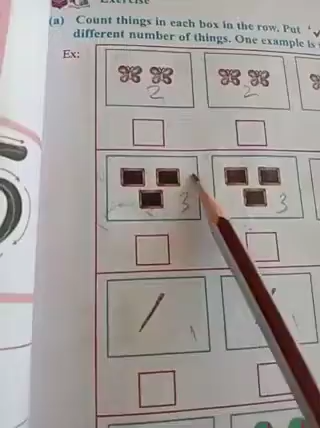 Exercise
(a) Count things in each box in the row. Put '✓
different number of things. One example is
Ex:
2 2
3 3
1 1